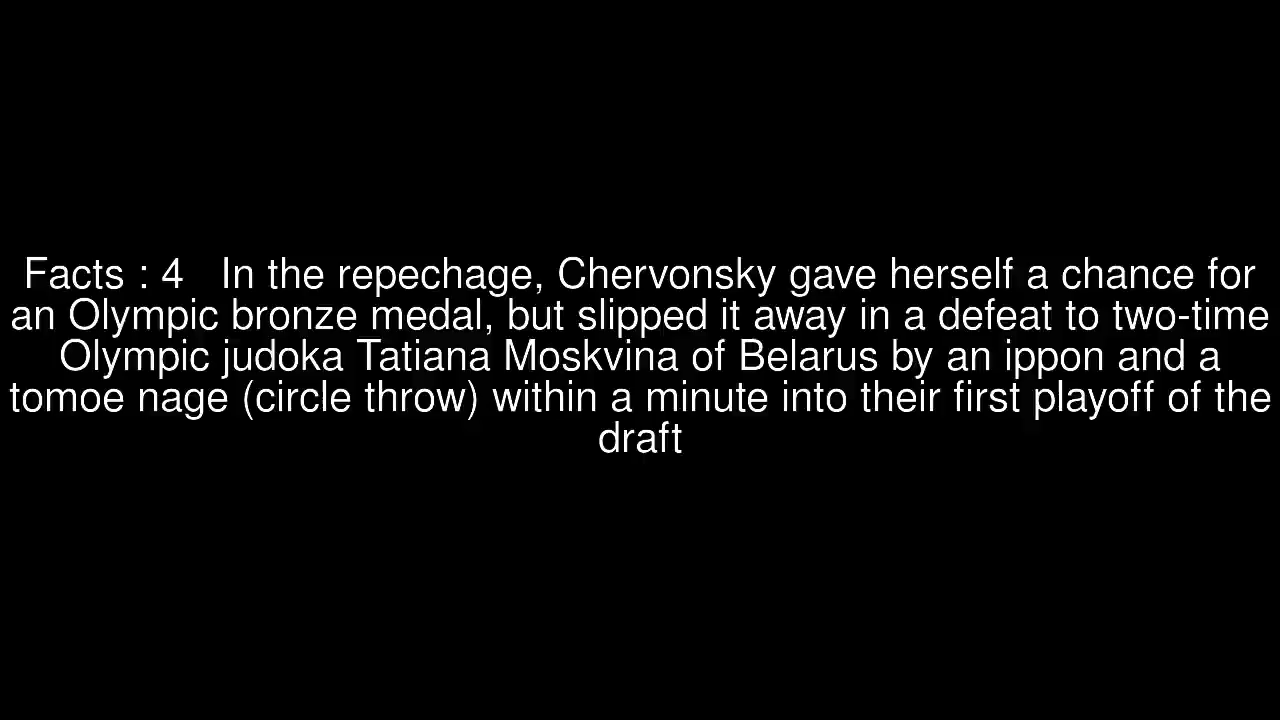 Facts : 4   In the repechage, Chervonsky gave herself a chance for
an Olympic bronze medal, but slipped it away in a defeat to two-time
Olympic judoka Tatiana Moskvina of Belarus by an ippon and a
tomoe nage (circle throw) within a minute into their first playoff of the
draft